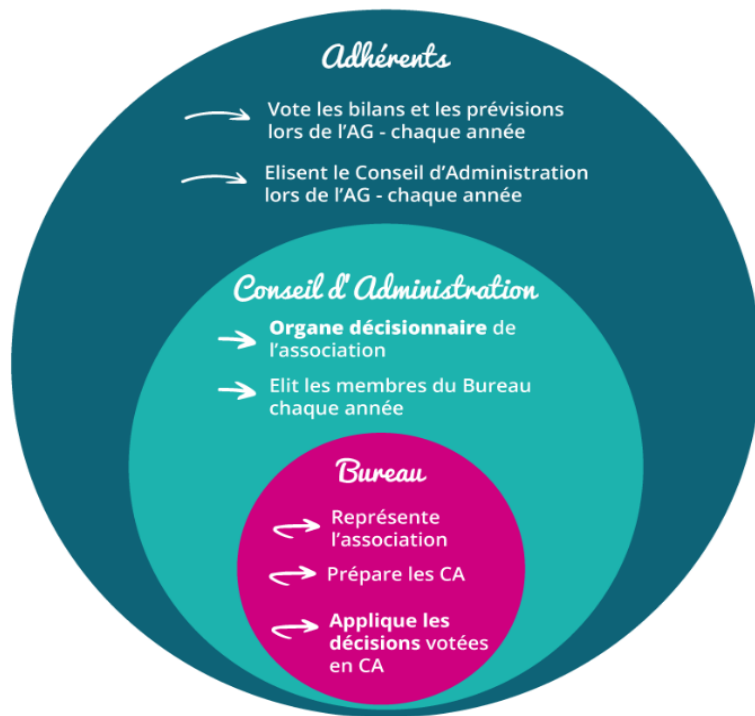 Adhérents
Vote les bilans et les prévisions
lors de l'AG - chaque année
Elisent le Conseil d'Administration
lors de l'AG - chaque année
Conseil d'Administration
Organe décisionnaire de
l'association
Elit les membres du Bureau
chaque année
Bureau
Représente
l'association
Prépare les CA
Applique les
décisions votées
en CA